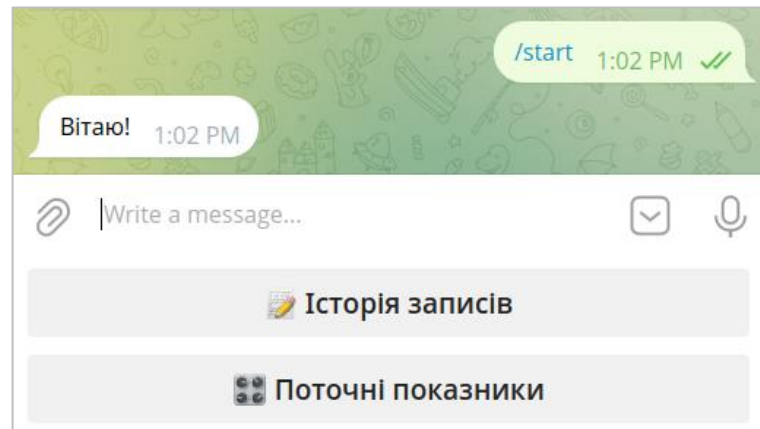 /start 1:02 PM
Вітаю! 1:02 PM
Write a message...
📝 Історія записів
🎛 Поточні показники